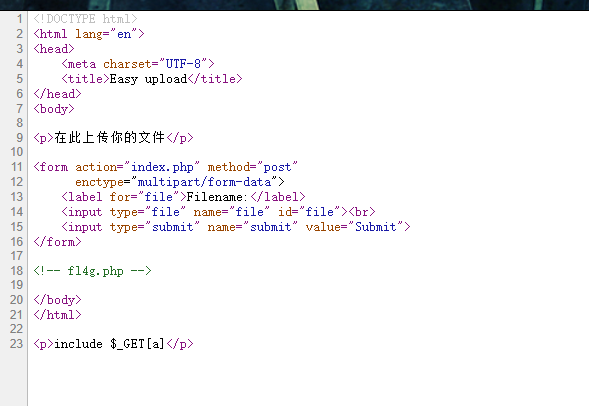 1 <!DOCTYPE html>
2 <html lang="en">
3 <head>
4     <meta charset="UTF-8">
5     <title>Easy upload</title>
6 </head>
7 <body>
8
9 <p>在此上传你的文件</p>
10
11 <form action="index.php" method="post"
12       enctype="multipart/form-data">
13     <label for="file">Filename:</label>
14     <input type="file" name="file" id="file"><br>
15     <input type="submit" name="submit" value="Submit">
16 </form>
17
18 <!-- fl4g.php -->
19
20 </body>
21 </html>
22
23 <p>include $_GET[a]</p>